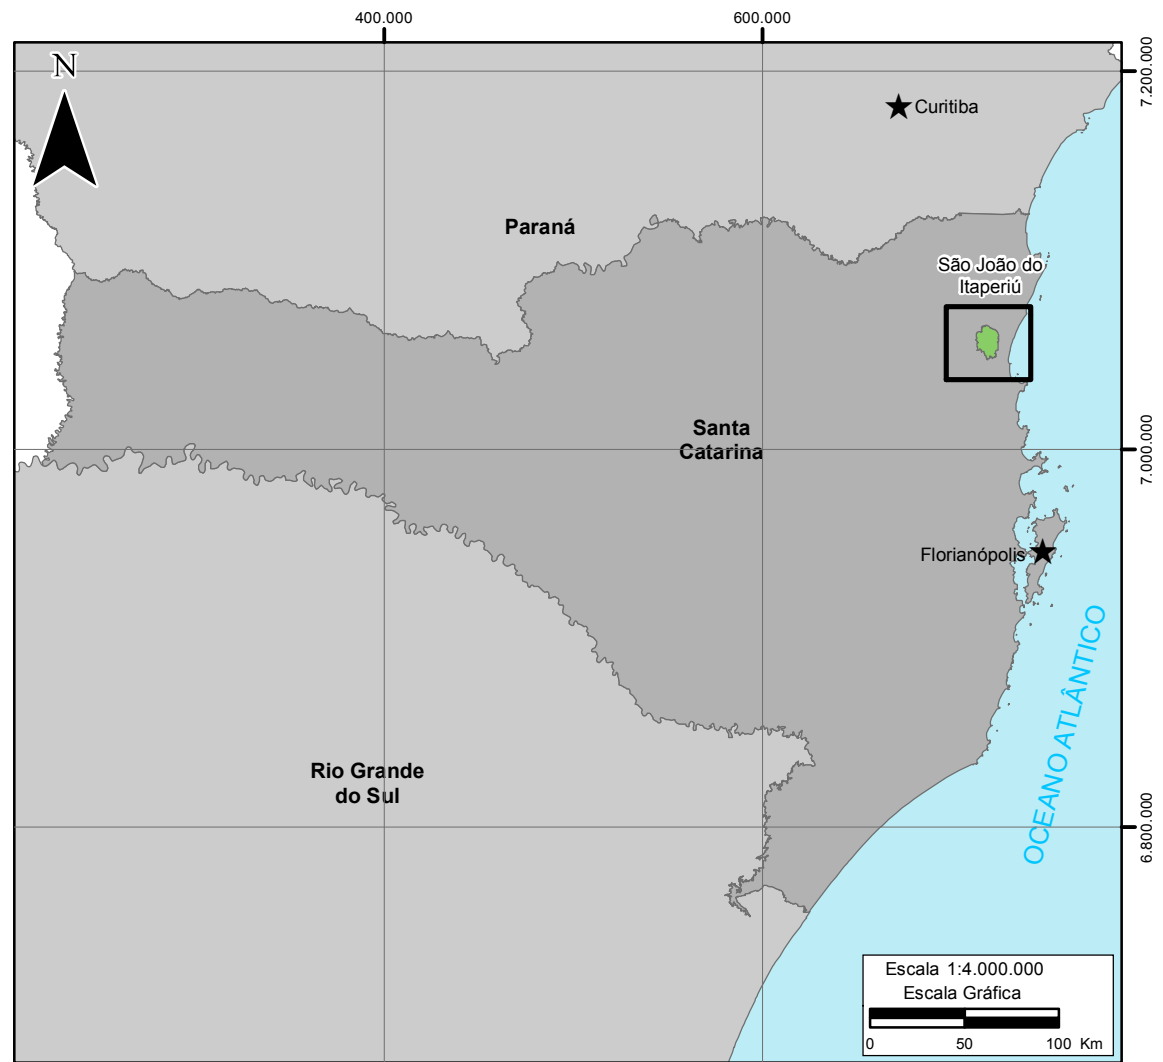 400.000
600.000
N
7.200.000
Curitiba
Paraná
São João do
Itaperiú
Santa
Catarina
7.000.000
Florianópolis
OCEANO ATLÂNTICO
Rio Grande
do Sul
6.800.000
Escala 1:4.000.000
Escala Gráfica
0 50 100 Km